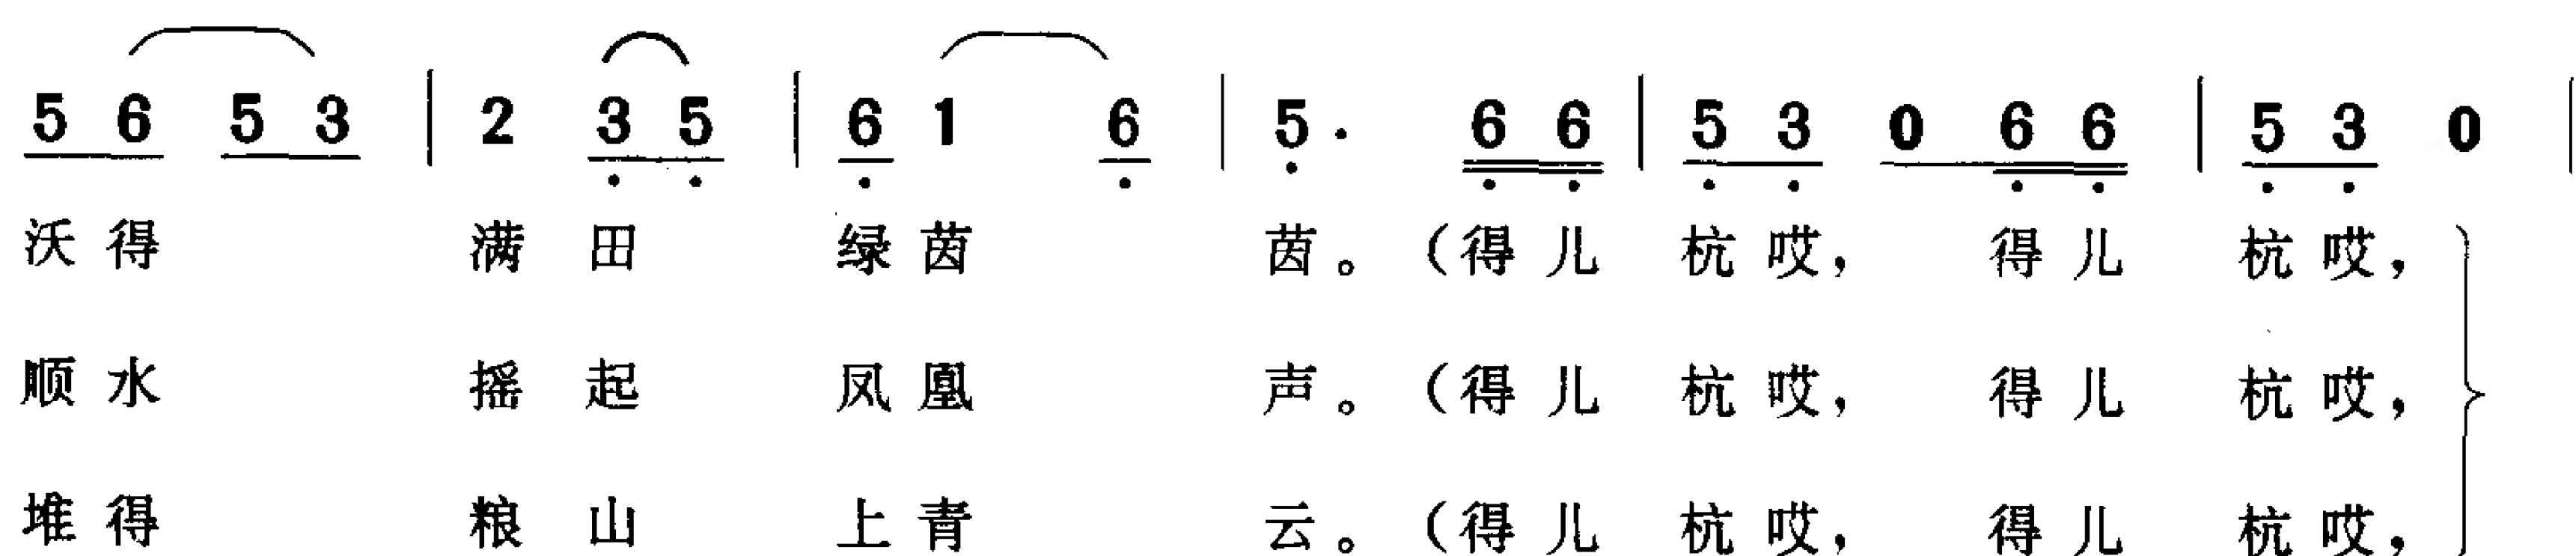 5 6 5 3 | 2 3 5 | 6 1 6 | 5 · 6 6 | 5 3 0 6 6 | 5 3 0 |
沃得 满田 绿茵 茵。(得儿 杭哎, 得儿 杭哎,
顺水 摇起 凤凰 声。(得儿 杭哎, 得儿 杭哎,
堆得 粮山 上青 云。(得儿 杭哎, 得儿 杭哎,